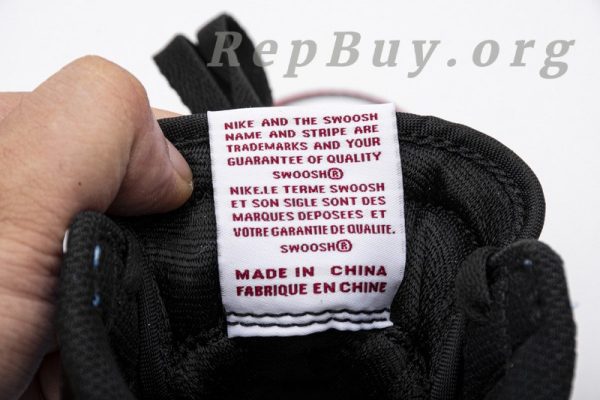 RepBuy.org
NIKE AND THE SWOOSH
NAME AND STRIPE ARE
TRADEMARKS AND YOUR
GUARANTEE OF QUALITY
SWOOSH®
NIKE.LE TERME SWOOSH
ET SON SIGLE SONT DES
MARQUES DEPOSEES ET
VOTRE GARANTIE DE QUALITE.
SWOOSH®
MADE IN CHINA
FABRIQUE EN CHINE